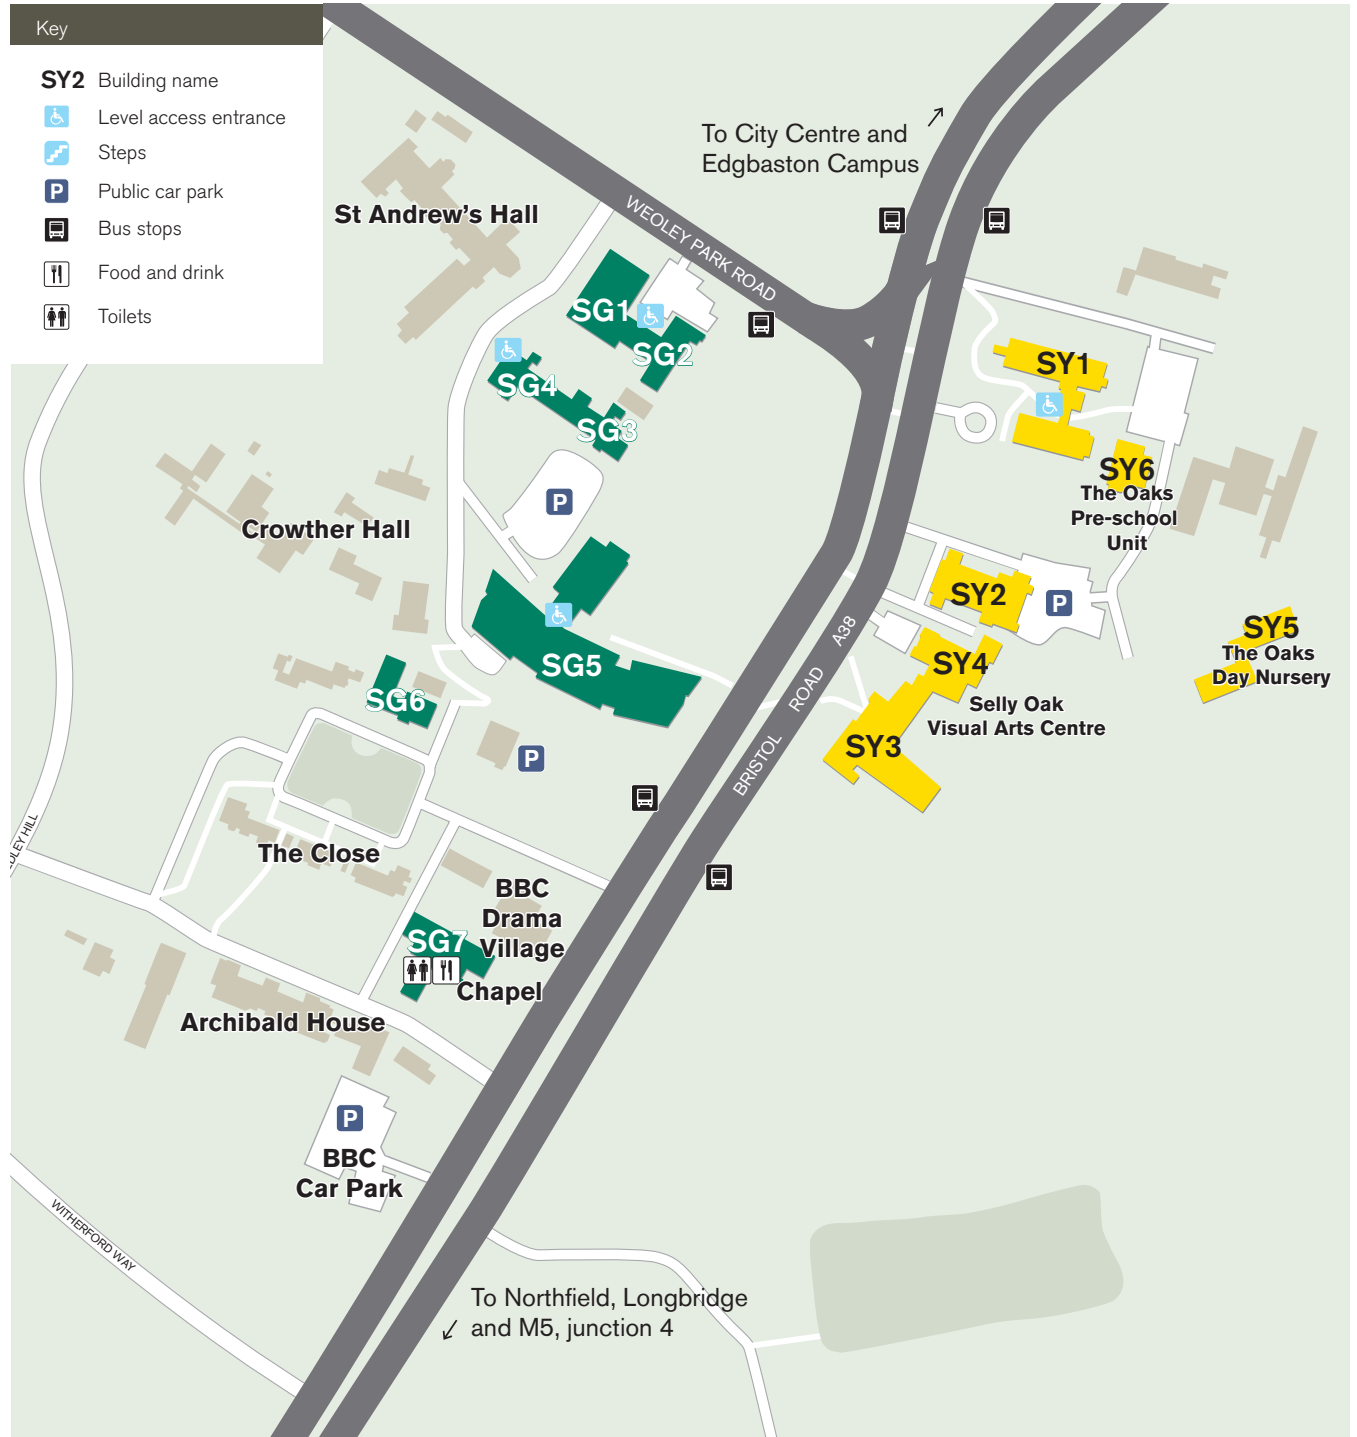 Key
SY2 Building name
Level access entrance
Steps
P Public car park
Bus stops
Food and drink
Toilets
To City Centre and
Edgbaston Campus
St Andrew's Hall
WEOLEY PARK ROAD
SG1
SG2
SG4
SG3
SY1
SY6
The Oaks
Pre-school
Unit
P
Crowther Hall
SY2
P
SY5
The Oaks
Day Nursery
SG5
SY4
Selly Oak
Visual Arts Centre
SG6
SY3
BRISTOL ROAD A38
P
The Close
BBC
Drama
Village
SG7
Chapel
Archibald House
P
BBC
Car Park
WITHERFORD WAY
To Northfield, Longbridge
and M5, junction 4
HILL